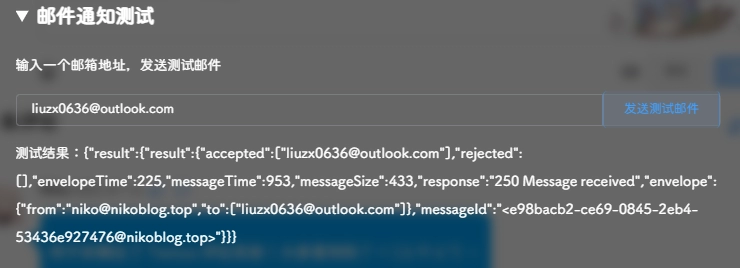 ▼ 邮件通知测试
输入一个邮箱地址，发送测试邮件
liuzx0636@outlook.com 发送测试邮件
测试结果：{"result":{"result":{"accepted":["liuzx0636@outlook.com"],"rejected":
[],"envelopeTime":225,"messageTime":953,"messageSize":433,"response":"250 Message received","envelope":
{"from":"niko@nikoblog.top","to":["liuzx0636@outlook.com"]},"messageId":"<e98bacb2-ce69-0845-2eb4-
53436e927476@nikoblog.top>"}}}